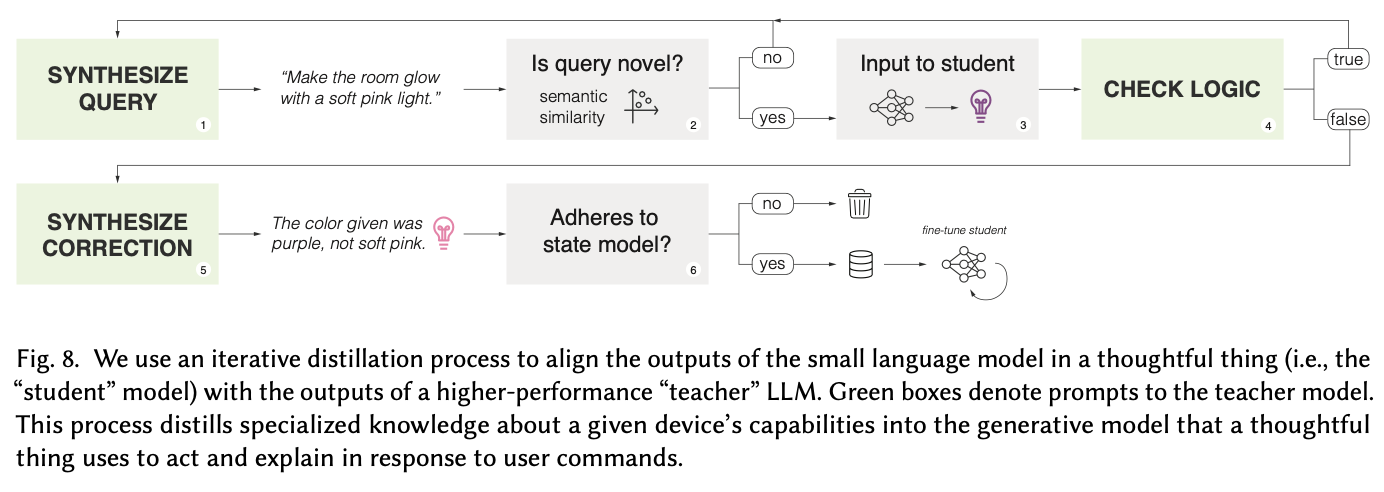 SYNTHESIZE
QUERY
1
“Make the room glow
with a soft pink light.”
Is query novel?
semantic
similarity
2
no
yes
Input to student
3
CHECK LOGIC
4
true
false
SYNTHESIZE
CORRECTION
5
The color given was
purple, not soft pink.
Adheres to
state model?
6
no
yes
fine-tune student
Fig. 8. We use an iterative distillation process to align the outputs of the small language model in a thoughtful thing (i.e., the
“student” model) with the outputs of a higher-performance “teacher” LLM. Green boxes denote prompts to the teacher model.
This process distills specialized knowledge about a given device’s capabilities into the generative model that a thoughtful
thing uses to act and explain in response to user commands.